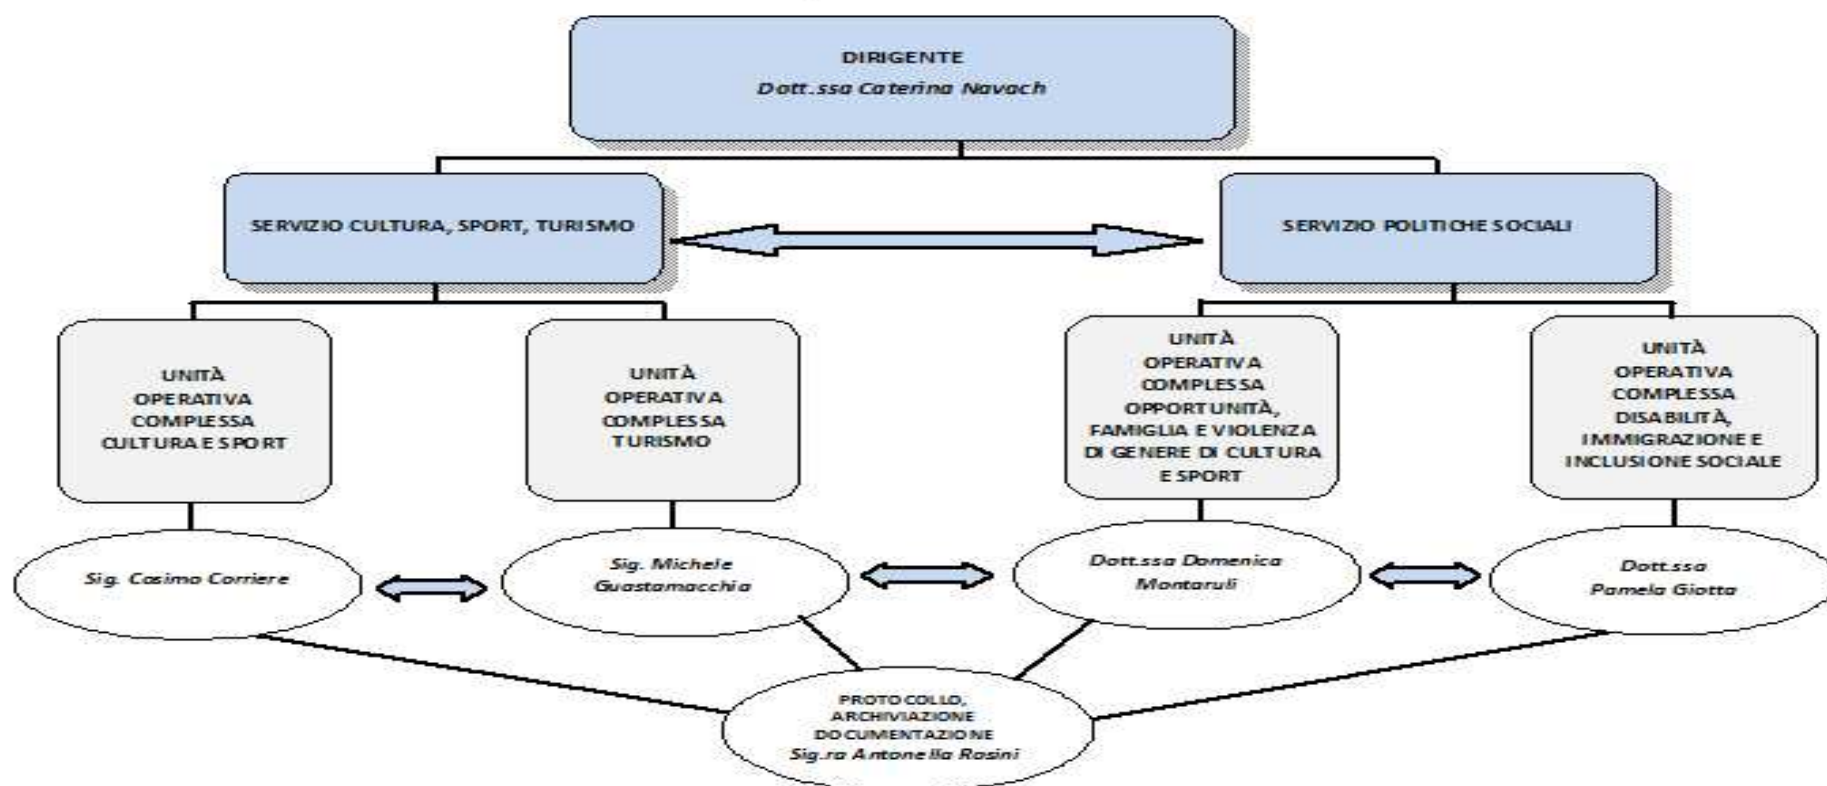 DIRIGENTE
Dott.ssa Caterina Navach
SERVIZIO CULTURA, SPORT, TURISMO
SERVIZIO POLITICHE SOCIALI
UNITÀ
OPERATIVA
COMPLESSA
CULTURA E SPORT
UNITÀ
OPERATIVA
COMPLESSA
TURISMO
UNITÀ
OPERATIVA
COMPLESSA
OPPORTUNITÀ,
FAMIGLIA E VIOLENZA
DI GENERE DI CULTURA
E SPORT
UNITÀ
OPERATIVA
COMPLESSA
DISABILITÀ,
IMMIGRAZIONE E
INCLUSIONE SOCIALE
Sig. Cosimo Corriere
Sig. Michele
Guastamacchia
Dott.ssa Domenica
Montaruli
Dott.ssa
Pamela Giotta
PROTOCOLLO,
ARCHIVIAZIONE
DOCUMENTAZIONE
Sig.ra Antonella Rosini